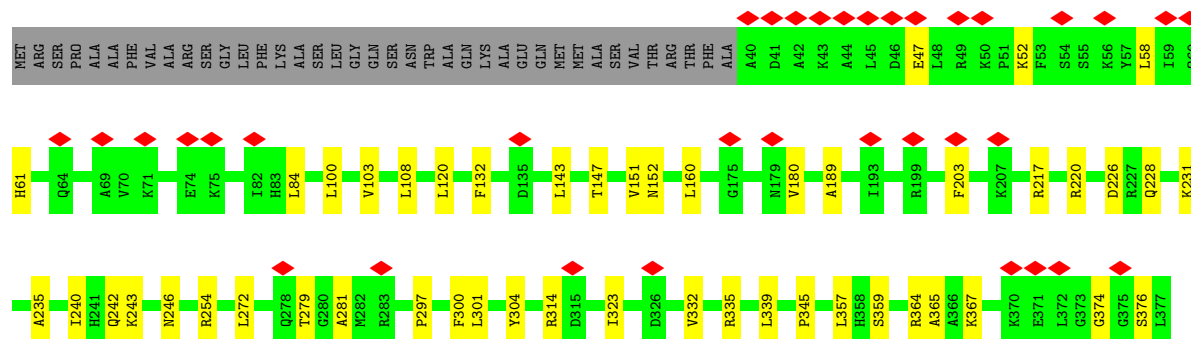 MET ARG SER PRO ALA ALA PHE VAL ALA ARG SER GLY LEU PHE LYS ALA SER LEU GLY GLN SER ASN TRP ALA GLN LYS ALA GLU GLN MET MET ALA SER VAL THR ARG THR PHE ALA A40 D41 A42 K43 A44 L45 D46 E47 L48 R49 K50 P51 K52 F53 S54 S55 K56 Y57 L58 I59
H61 Q64 A69 V70 K71 E74 K75 I82 H83 L84 L100 V103 L108 L120 F132 D135 L143 T147 V151 N152 L160 G175 N179 V180 A189 I193 R199 F203 K207 R217 R220 D226 R227 Q228 K231
A235 I240 H241 Q242 K243 N246 R254 L272 Q278 T279 G280 A281 M282 R283 P297 F300 L301 Y304 R314 D315 I323 D326 V332 R335 L339 P345 L357 H358 S359 R364 A365 A366 K367 K370 E371 L372 G373 G374 G375 S376 L377